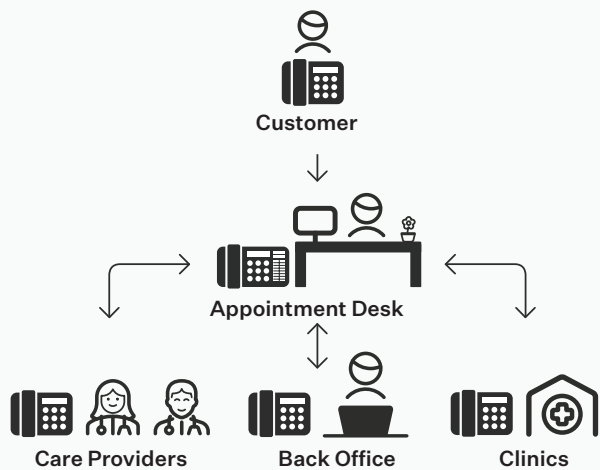 Customer
Appointment Desk
Care Providers
Back Office
Clinics